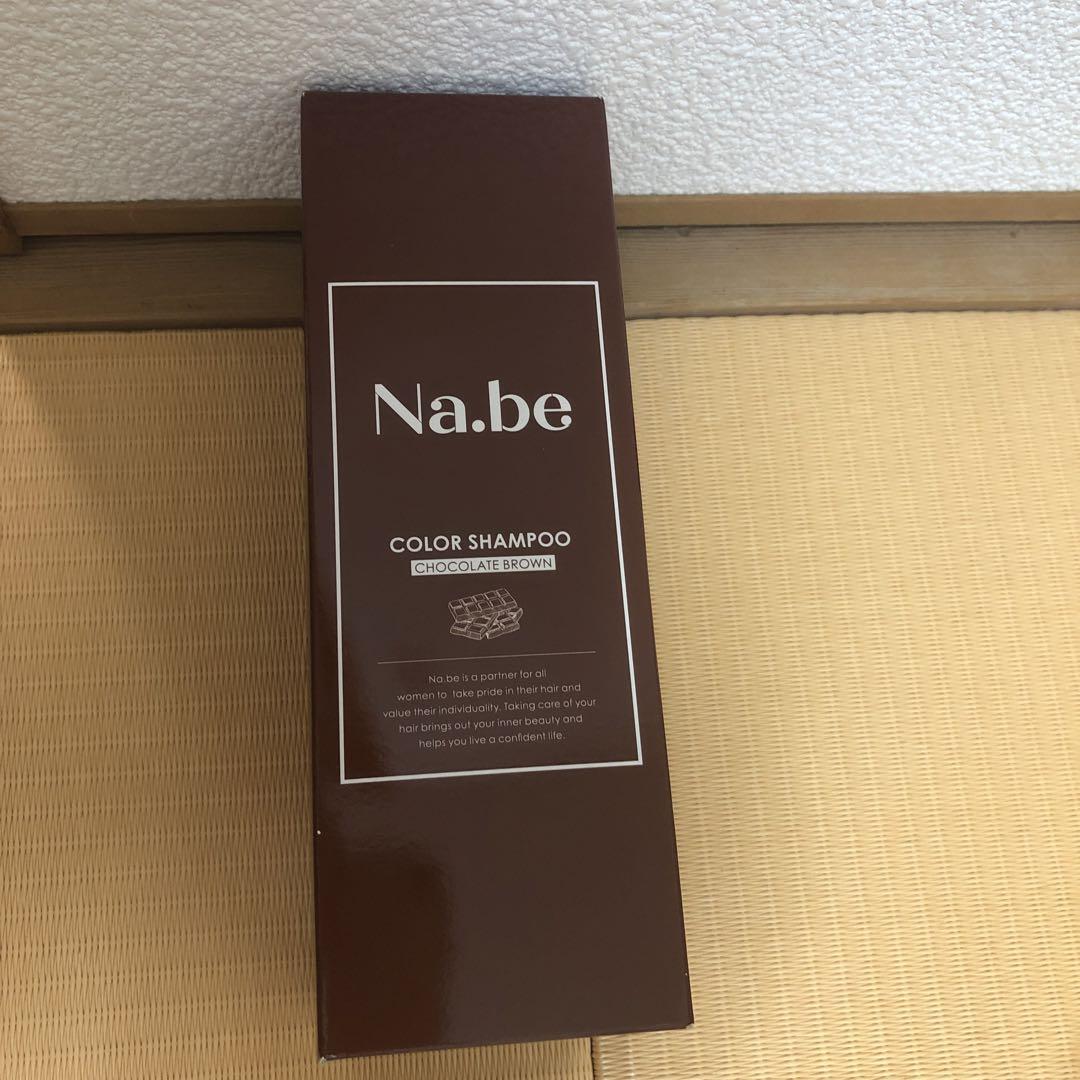 Na.be
COLOR SHAMPOO
CHOCOLATE BROWN
Na.be is a partner for all
women to take pride in their hair and
value their individuality. Taking care of your
hair brings out your inner beauty and
helps you live a confident life.